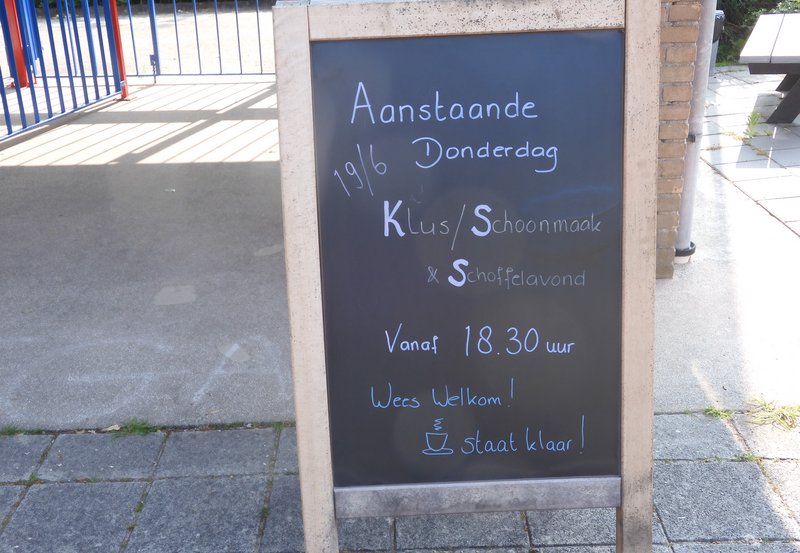 Aanstaande
19/6 Donderdag
Klus/Schoonmaak
& Schoffelavond
Vanaf 18.30 uur
Wees Welkom!
staat klaar!